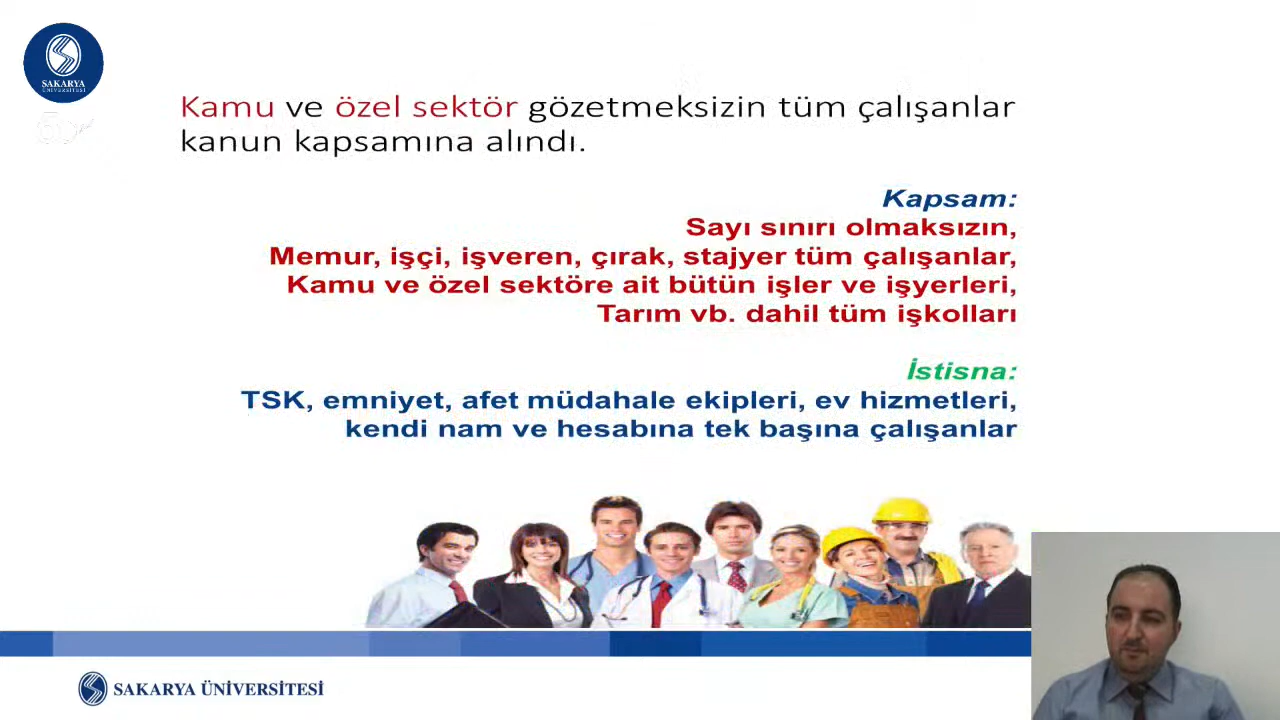 SAKARYA
ÜNİVERSİTESİ
Kamu ve özel sektör gözetmeksizin tüm çalışanlar
kanun kapsamına alındı.
Kapsam:
Sayı sınırı olmaksızın,
Memur, işçi, işveren, çırak, stajyer tüm çalışanlar,
Kamu ve özel sektöre ait bütün işler ve işyerleri,
Tarım vb. dahil tüm işkolları
İstisna:
TSK, emniyet, afet müdahale ekipleri, ev hizmetleri,
kendi nam ve hesabına tek başına çalışanlar
SAKARYA ÜNİVERSİTESİ